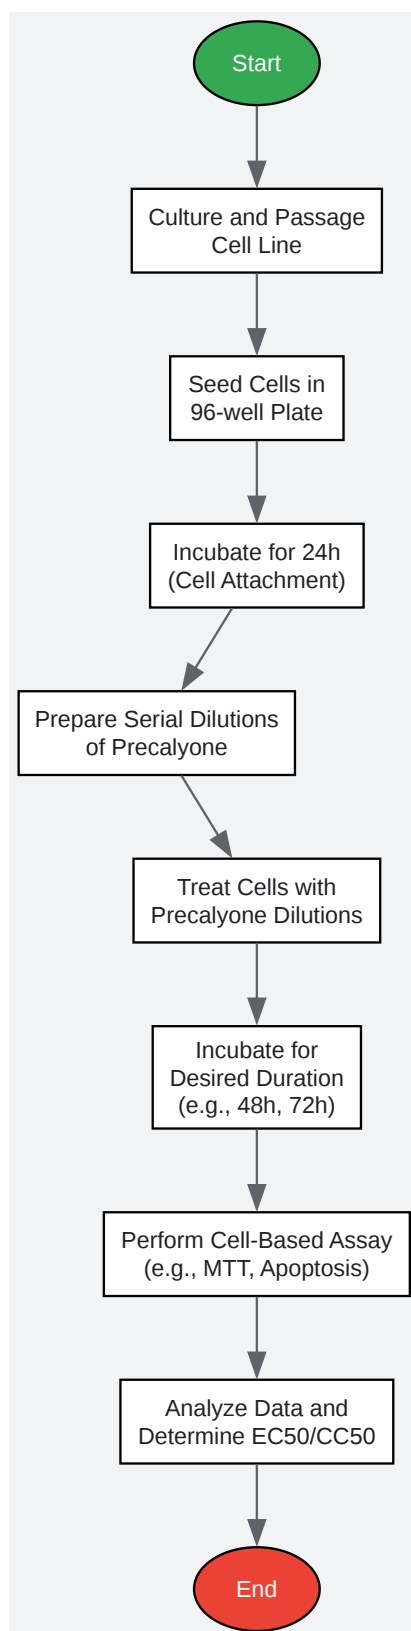 Start
Culture and Passage
Cell Line
Seed Cells in
96-well Plate
Incubate for 24h
(Cell Attachment)
Prepare Serial Dilutions
of Precalyone
Treat Cells with
Precalyone Dilutions
Incubate for
Desired Duration
(e.g., 48h, 72h)
Perform Cell-Based Assay
(e.g., MTT, Apoptosis)
Analyze Data and
Determine EC50/CC50
End